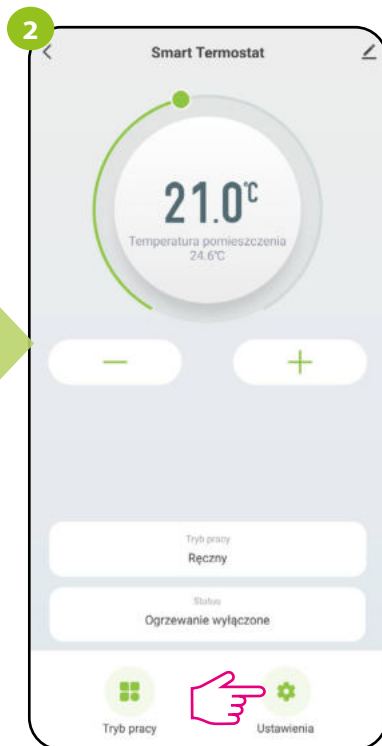 2
Smart Termostat
21.0°C
Temperatura pomieszczenia
24.6°C
Tryb pracy
Ręczny
Status
Ogrzewanie wyłączone
Tryb pracy
Ustawienia